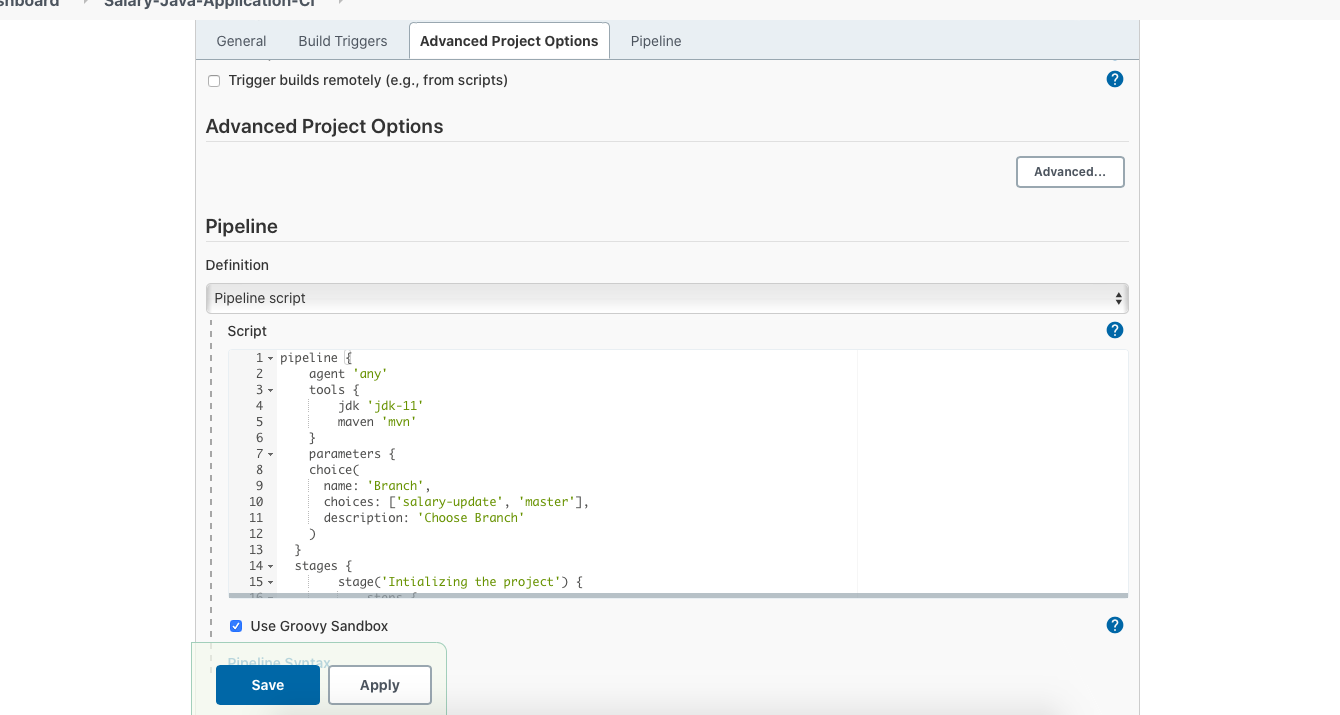 Salary-Java-Application-CI
General Build Triggers Advanced Project Options Pipeline
Trigger builds remotely (e.g., from scripts)
Advanced Project Options
Advanced...
Pipeline
Definition
Pipeline script
Script
1 pipeline {
2 agent 'any'
3 tools {
4 jdk 'jdk-11'
5 maven 'mvn'
6 }
7 parameters {
8 choice(
9 name: 'Branch',
10 choices: ['salary-update', 'master'],
11 description: 'Choose Branch'
12 )
13 }
14 stages {
15 stage('Intializing the project') {
16 steps {
Use Groovy Sandbox
Pipeline Syntax
Save Apply